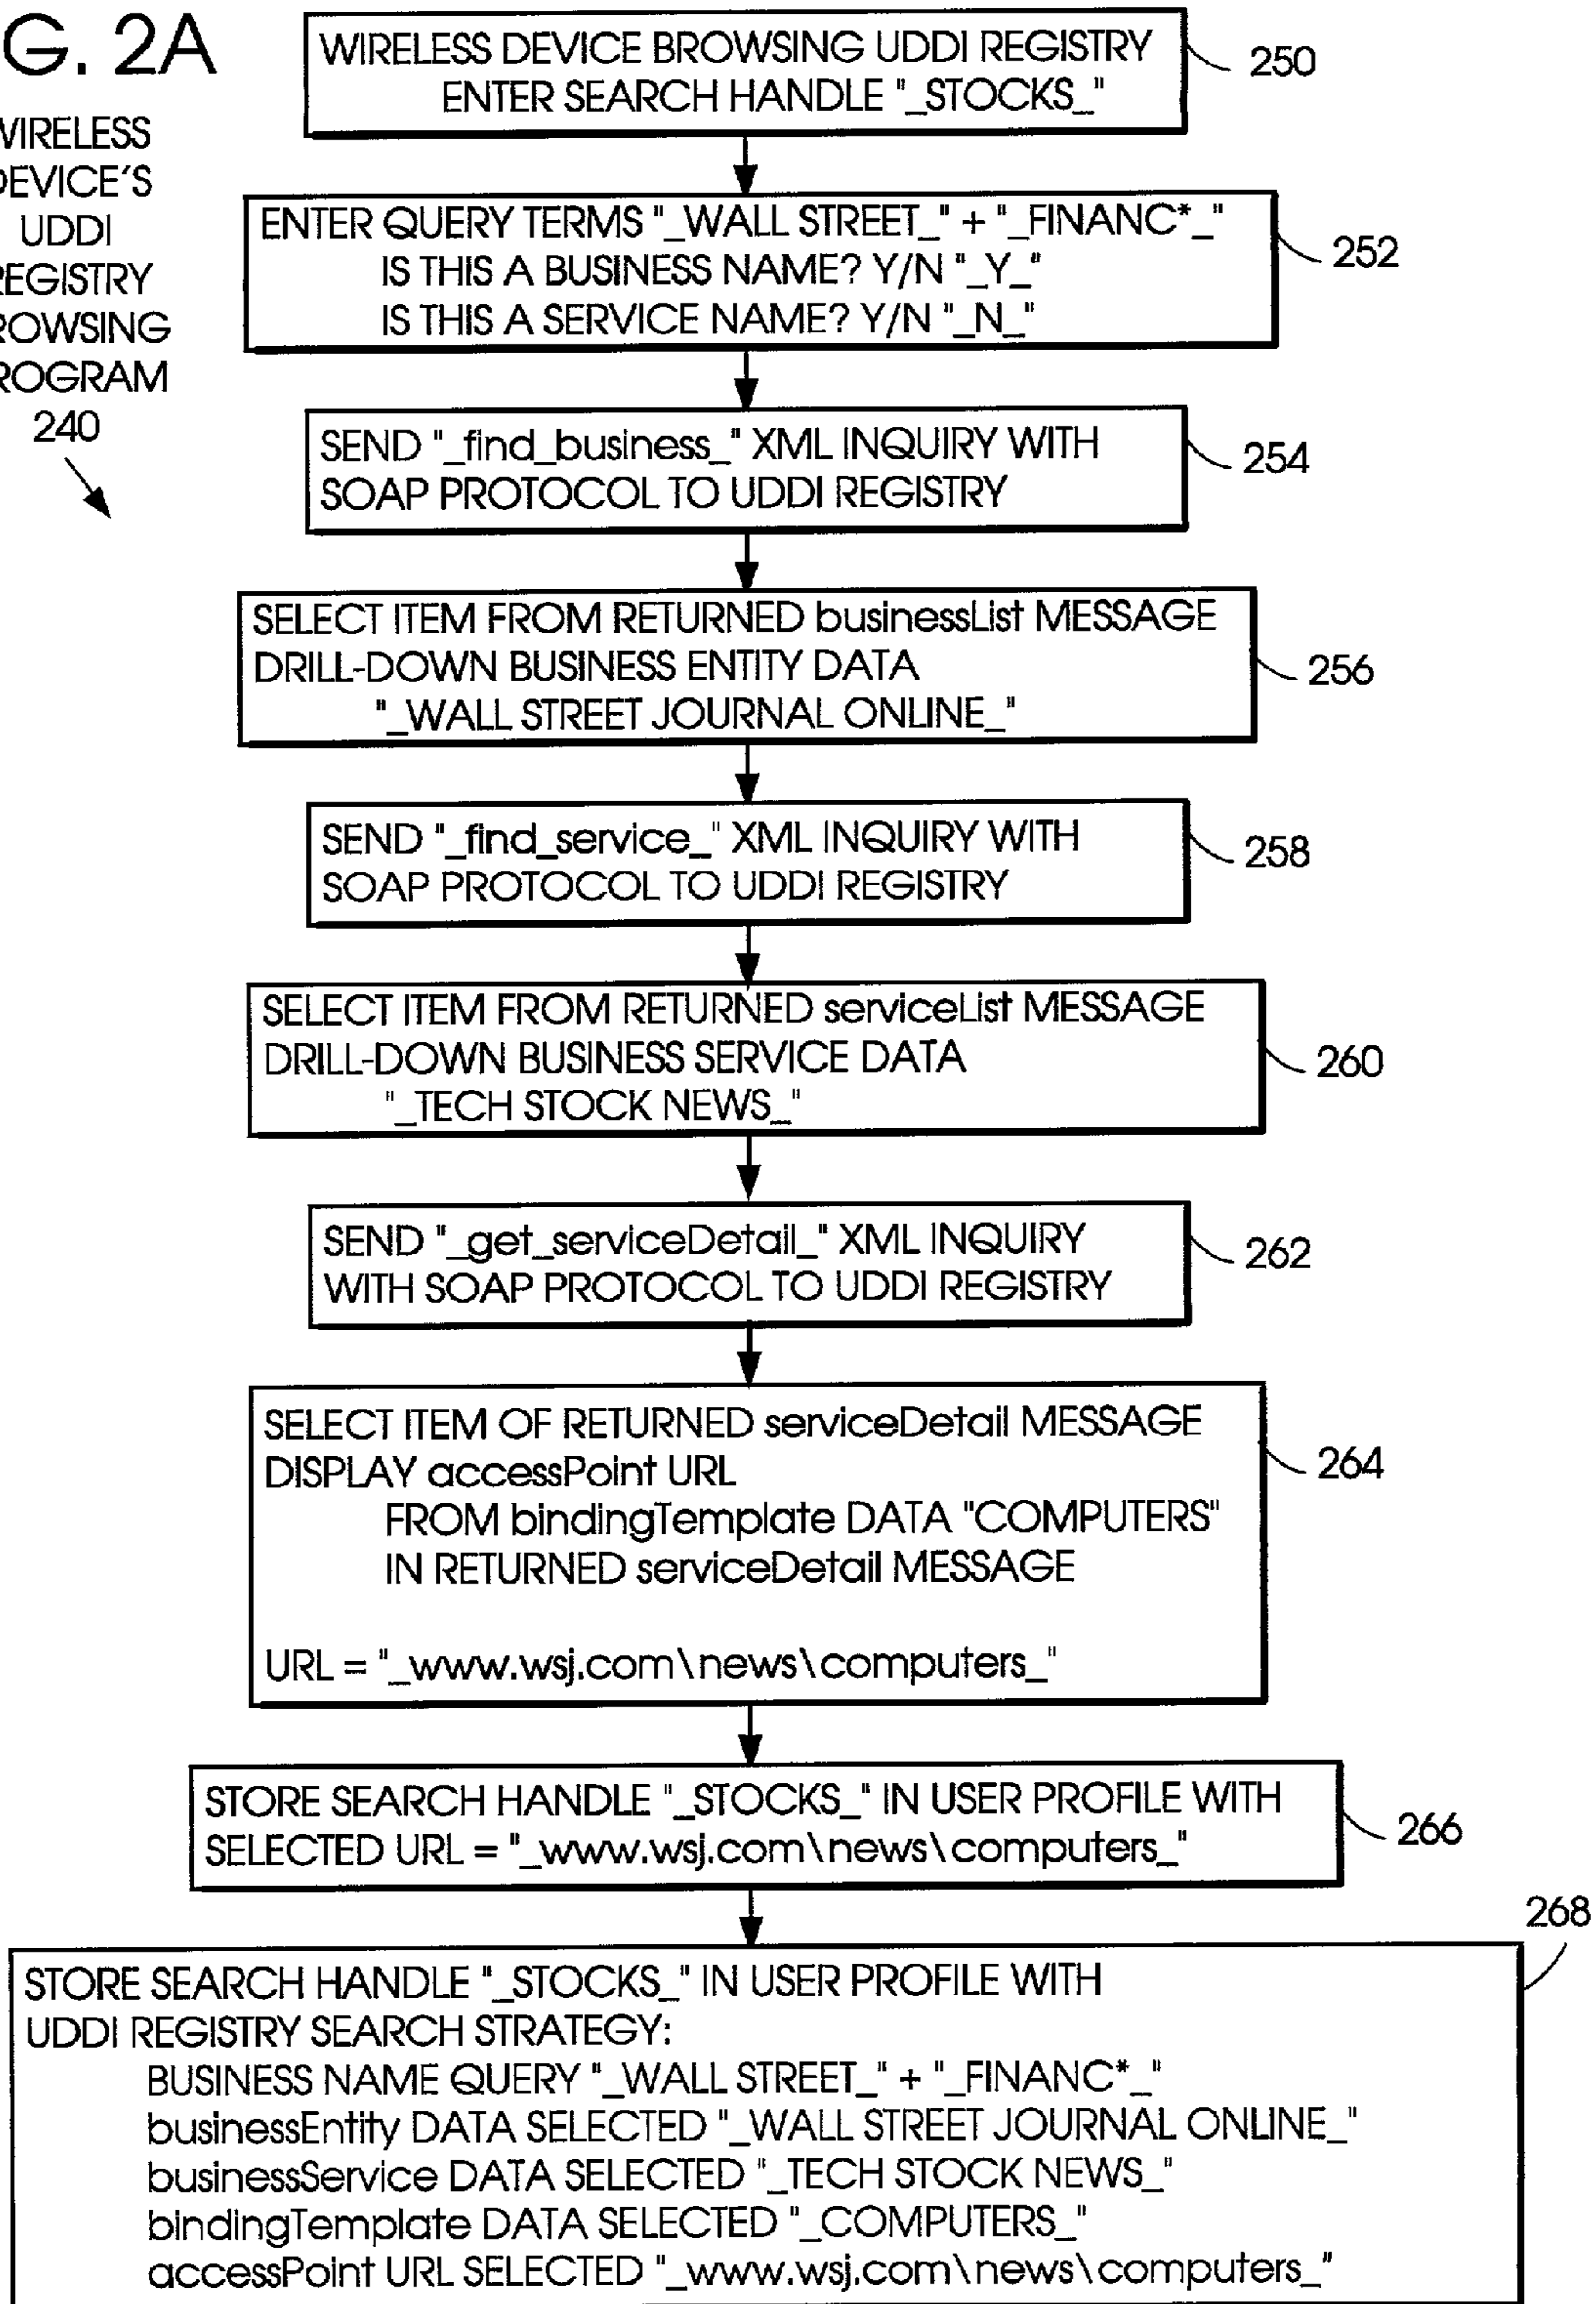 G. 2A
WIRELESS
DEVICE'S
UDDI
REGISTRY
ROWSING
ROGRAM
240
WIRELESS DEVICE BROWSING UDDI REGISTRY
ENTER SEARCH HANDLE "_STOCKS_"
250
ENTER QUERY TERMS "_WALL STREET_" + "_FINANC*_"
IS THIS A BUSINESS NAME? Y/N "_Y_"
IS THIS A SERVICE NAME? Y/N "_N_"
252
SEND "_find_business_" XML INQUIRY WITH
SOAP PROTOCOL TO UDDI REGISTRY
254
SELECT ITEM FROM RETURNED businessList MESSAGE
DRILL-DOWN BUSINESS ENTITY DATA
"_WALL STREET JOURNAL ONLINE_"
256
SEND "_find_service_" XML INQUIRY WITH
SOAP PROTOCOL TO UDDI REGISTRY
258
SELECT ITEM FROM RETURNED serviceList MESSAGE
DRILL-DOWN BUSINESS SERVICE DATA
"_TECH STOCK NEWS_"
260
SEND "_get_serviceDetail_" XML INQUIRY
WITH SOAP PROTOCOL TO UDDI REGISTRY
262
SELECT ITEM OF RETURNED serviceDetail MESSAGE
DISPLAY accessPoint URL
FROM bindingTemplate DATA "COMPUTERS"
IN RETURNED serviceDetail MESSAGE
URL = "_www.wsj.com\news\computers_"
264
STORE SEARCH HANDLE "_STOCKS_" IN USER PROFILE WITH
SELECTED URL = "_www.wsj.com\news\computers_"
266
268
STORE SEARCH HANDLE "_STOCKS_" IN USER PROFILE WITH
UDDI REGISTRY SEARCH STRATEGY:
BUSINESS NAME QUERY "_WALL STREET_" + "_FINANC*_"
businessEntity DATA SELECTED "_WALL STREET JOURNAL ONLINE_"
businessService DATA SELECTED "_TECH STOCK NEWS_"
bindingTemplate DATA SELECTED "_COMPUTERS_"
accessPoint URL SELECTED "_www.wsj.com\news\computers_"